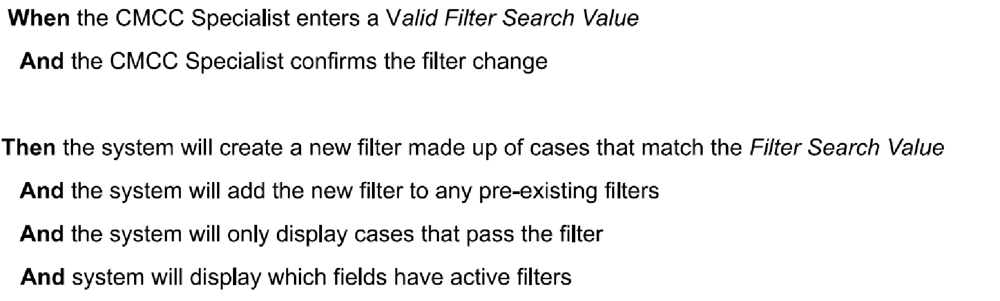 When the CMCC Specialist enters a Valid Filter Search Value
And the CMCC Specialist confirms the filter change
Then the system will create a new filter made up of cases that match the Filter Search Value
And the system will add the new filter to any pre-existing filters
And the system will only display cases that pass the filter
And system will display which fields have active filters